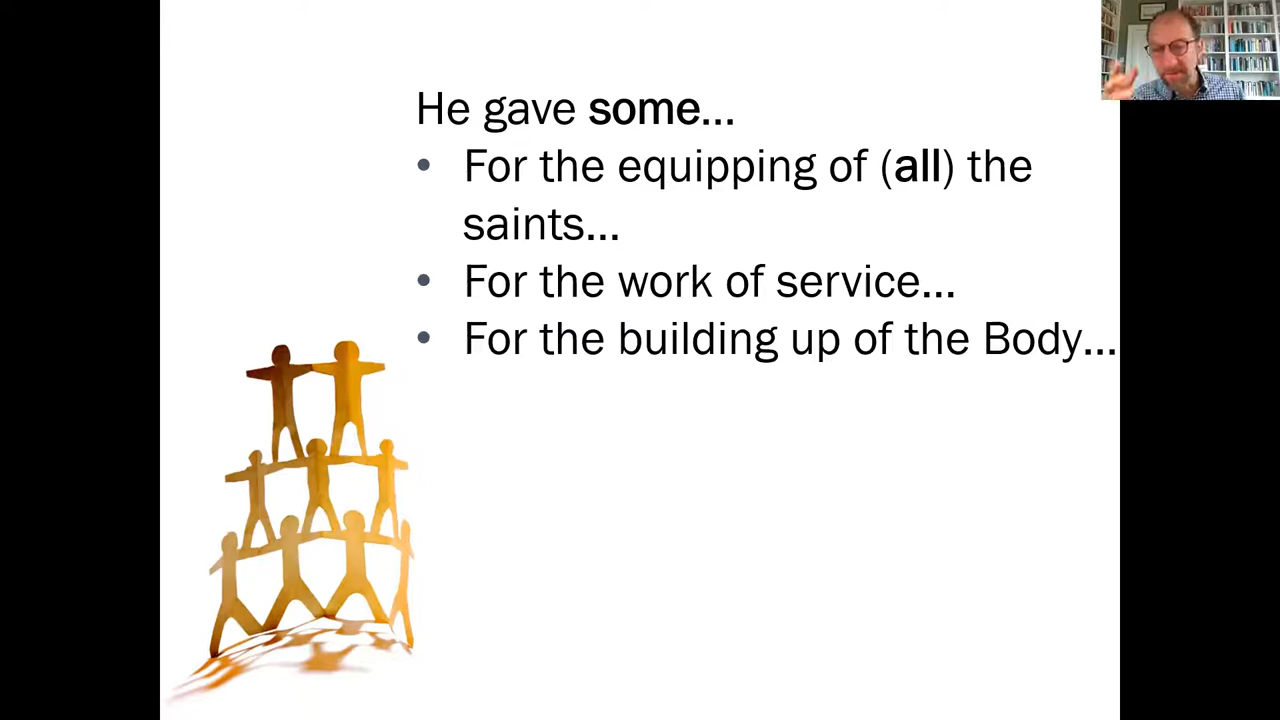 He gave some...
• For the equipping of (all) the
saints...
• For the work of service...
• For the building up of the Body...